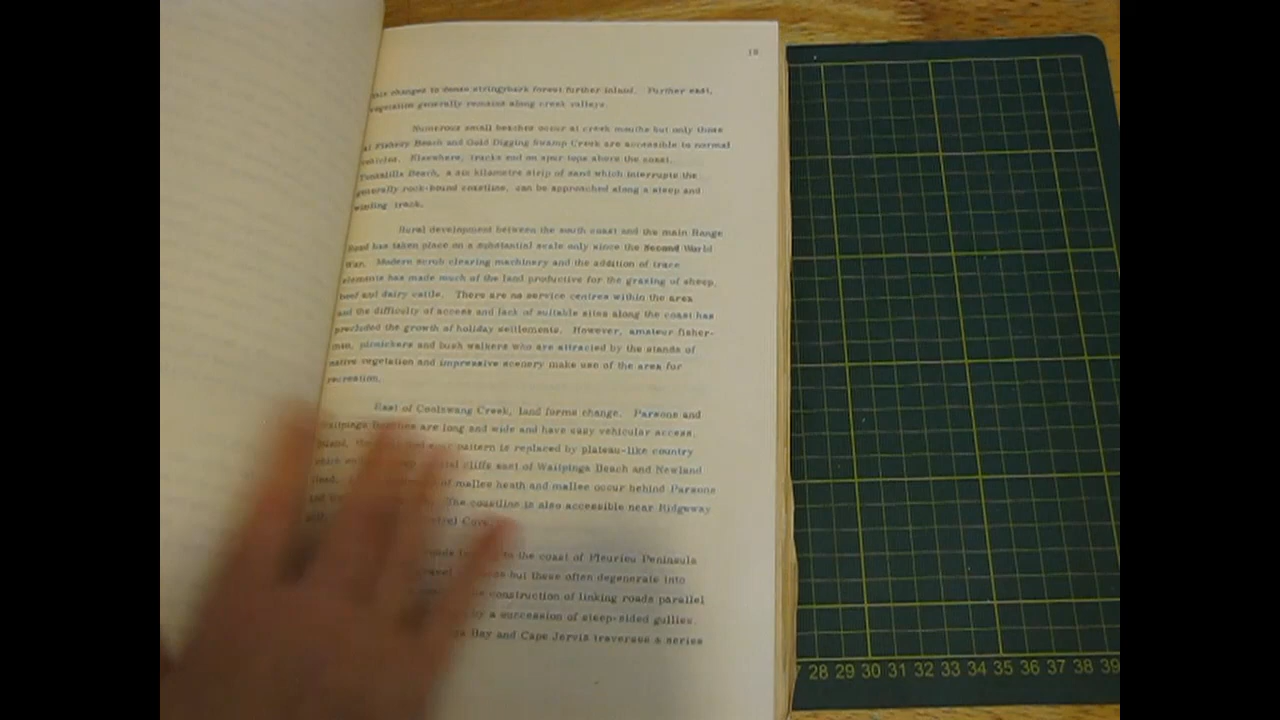 19
this changes to dense stringybark forest further inland. Further east,
vegetation generally remains along creek valleys.
Numerous small beaches occur at creek mouths but only those
at Fishery Beach and Gold Digging Swamp Creek are accessible to normal
vehicles. Elsewhere, tracks end on spur tops above the coast.
Tunkalilla Beach, a six kilometre strip of sand which interrupts the
generally rock-bound coastline, can be approached along a steep and
winding track.
Rural development between the south coast and the main Range
Road has taken place on a substantial scale only since the Second World
War. Modern scrub clearing machinery and the addition of trace
elements has made much of the land productive for the grazing of sheep,
beef and dairy cattle. There are no service centres within the area
and the difficulty of access and lack of suitable sites along the coast has
precluded the growth of holiday settlements. However, amateur fisher-
men, picnickers and bush walkers who are attracted by the stands of
native vegetation and impressive scenery make use of the area for
recreation.
East of Coolawang Creek, land forms change. Parsons and
Waitpinga Beaches are long and wide and have easy vehicular access.
Inland, the spur pattern is replaced by plateau-like country
which cliffs east of Waitpinga Beach and Newland
Head. of mallee heath and mallee occur behind Parsons
and The coastline is also accessible near Ridgeway
Cove.
to the coast of Fleurieu Peninsula
but these often degenerate into
construction of linking roads parallel
by a succession of steep-sided gullies.
Bay and Cape Jervis traverse a series
28 29 30 31 32 33 34 35 36 37 38 39